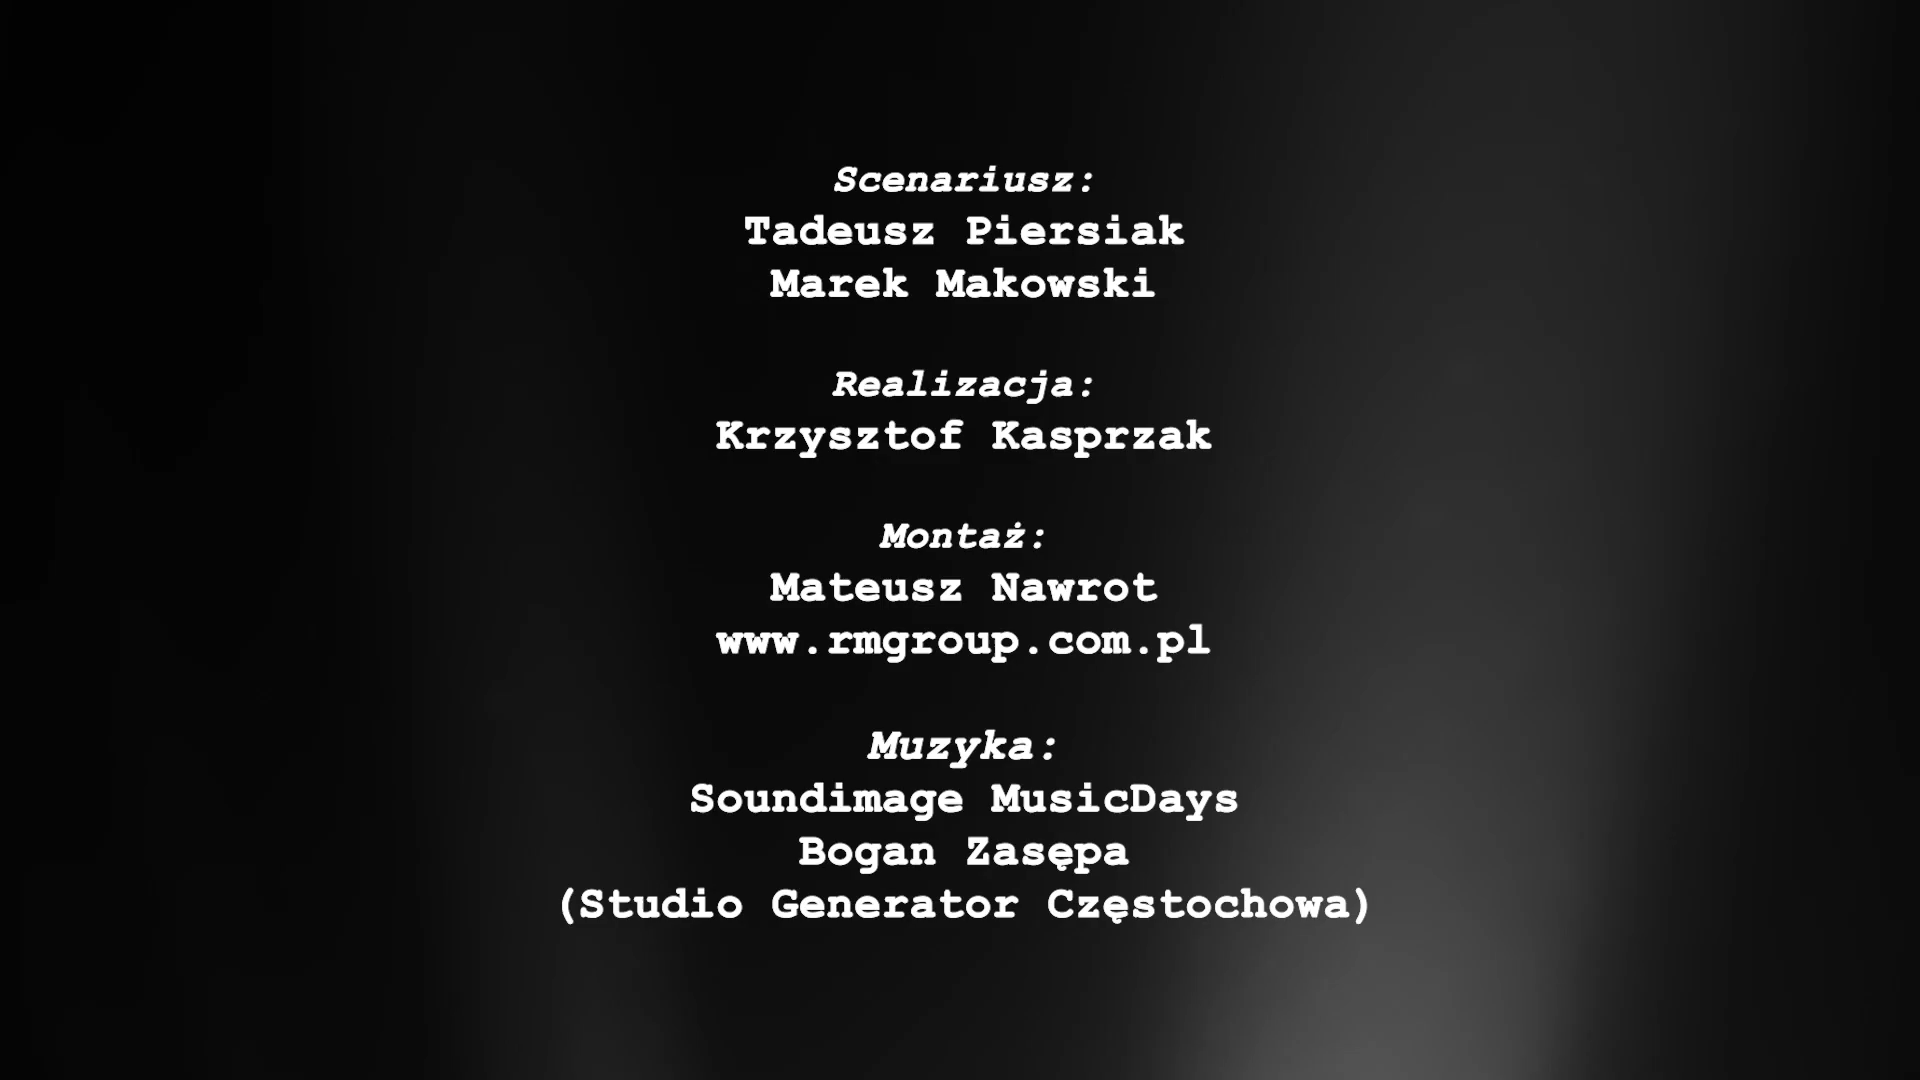 Scenariusz:
Tadeusz Piersiak
Marek Makowski
Realizacja:
Krzysztof Kasprzak
Montaż:
Mateusz Nawrot
www.rmgroup.com.pl
Muzyka:
Soundimage MusicDays
Bogan Zasępa
(Studio Generator Częstochowa)